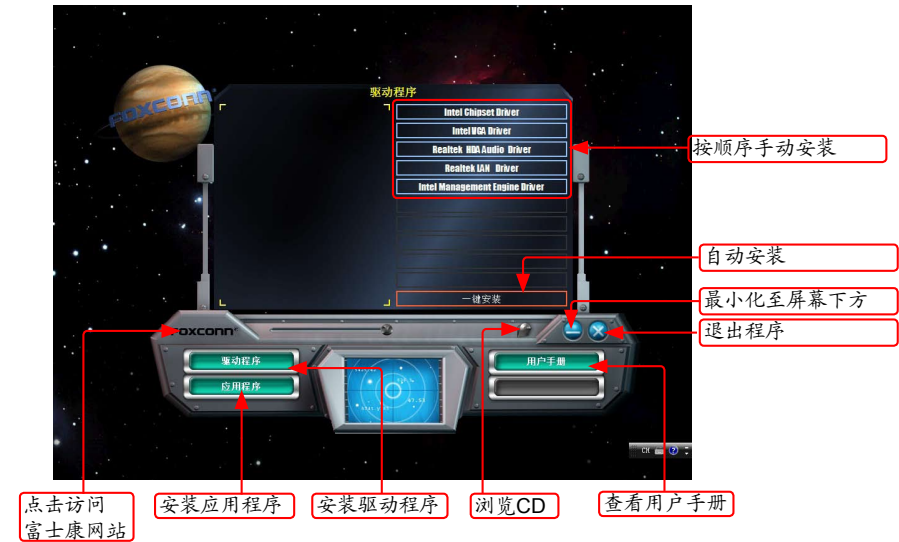 FOXCONN
驱动程序
Intel Chipset Driver
Intel VGA Driver
Realtek HDA Audio Driver
按顺序手动安装
Realtek LAN Driver
Intel Management Engine Driver
自动安装
一键安装
最小化至屏幕下方
FOXCONN
退出程序
驱动程序
用户手册
应用程序
CH
点击访问
富士康网站
安装应用程序
安装驱动程序
浏览CD
查看用户手册